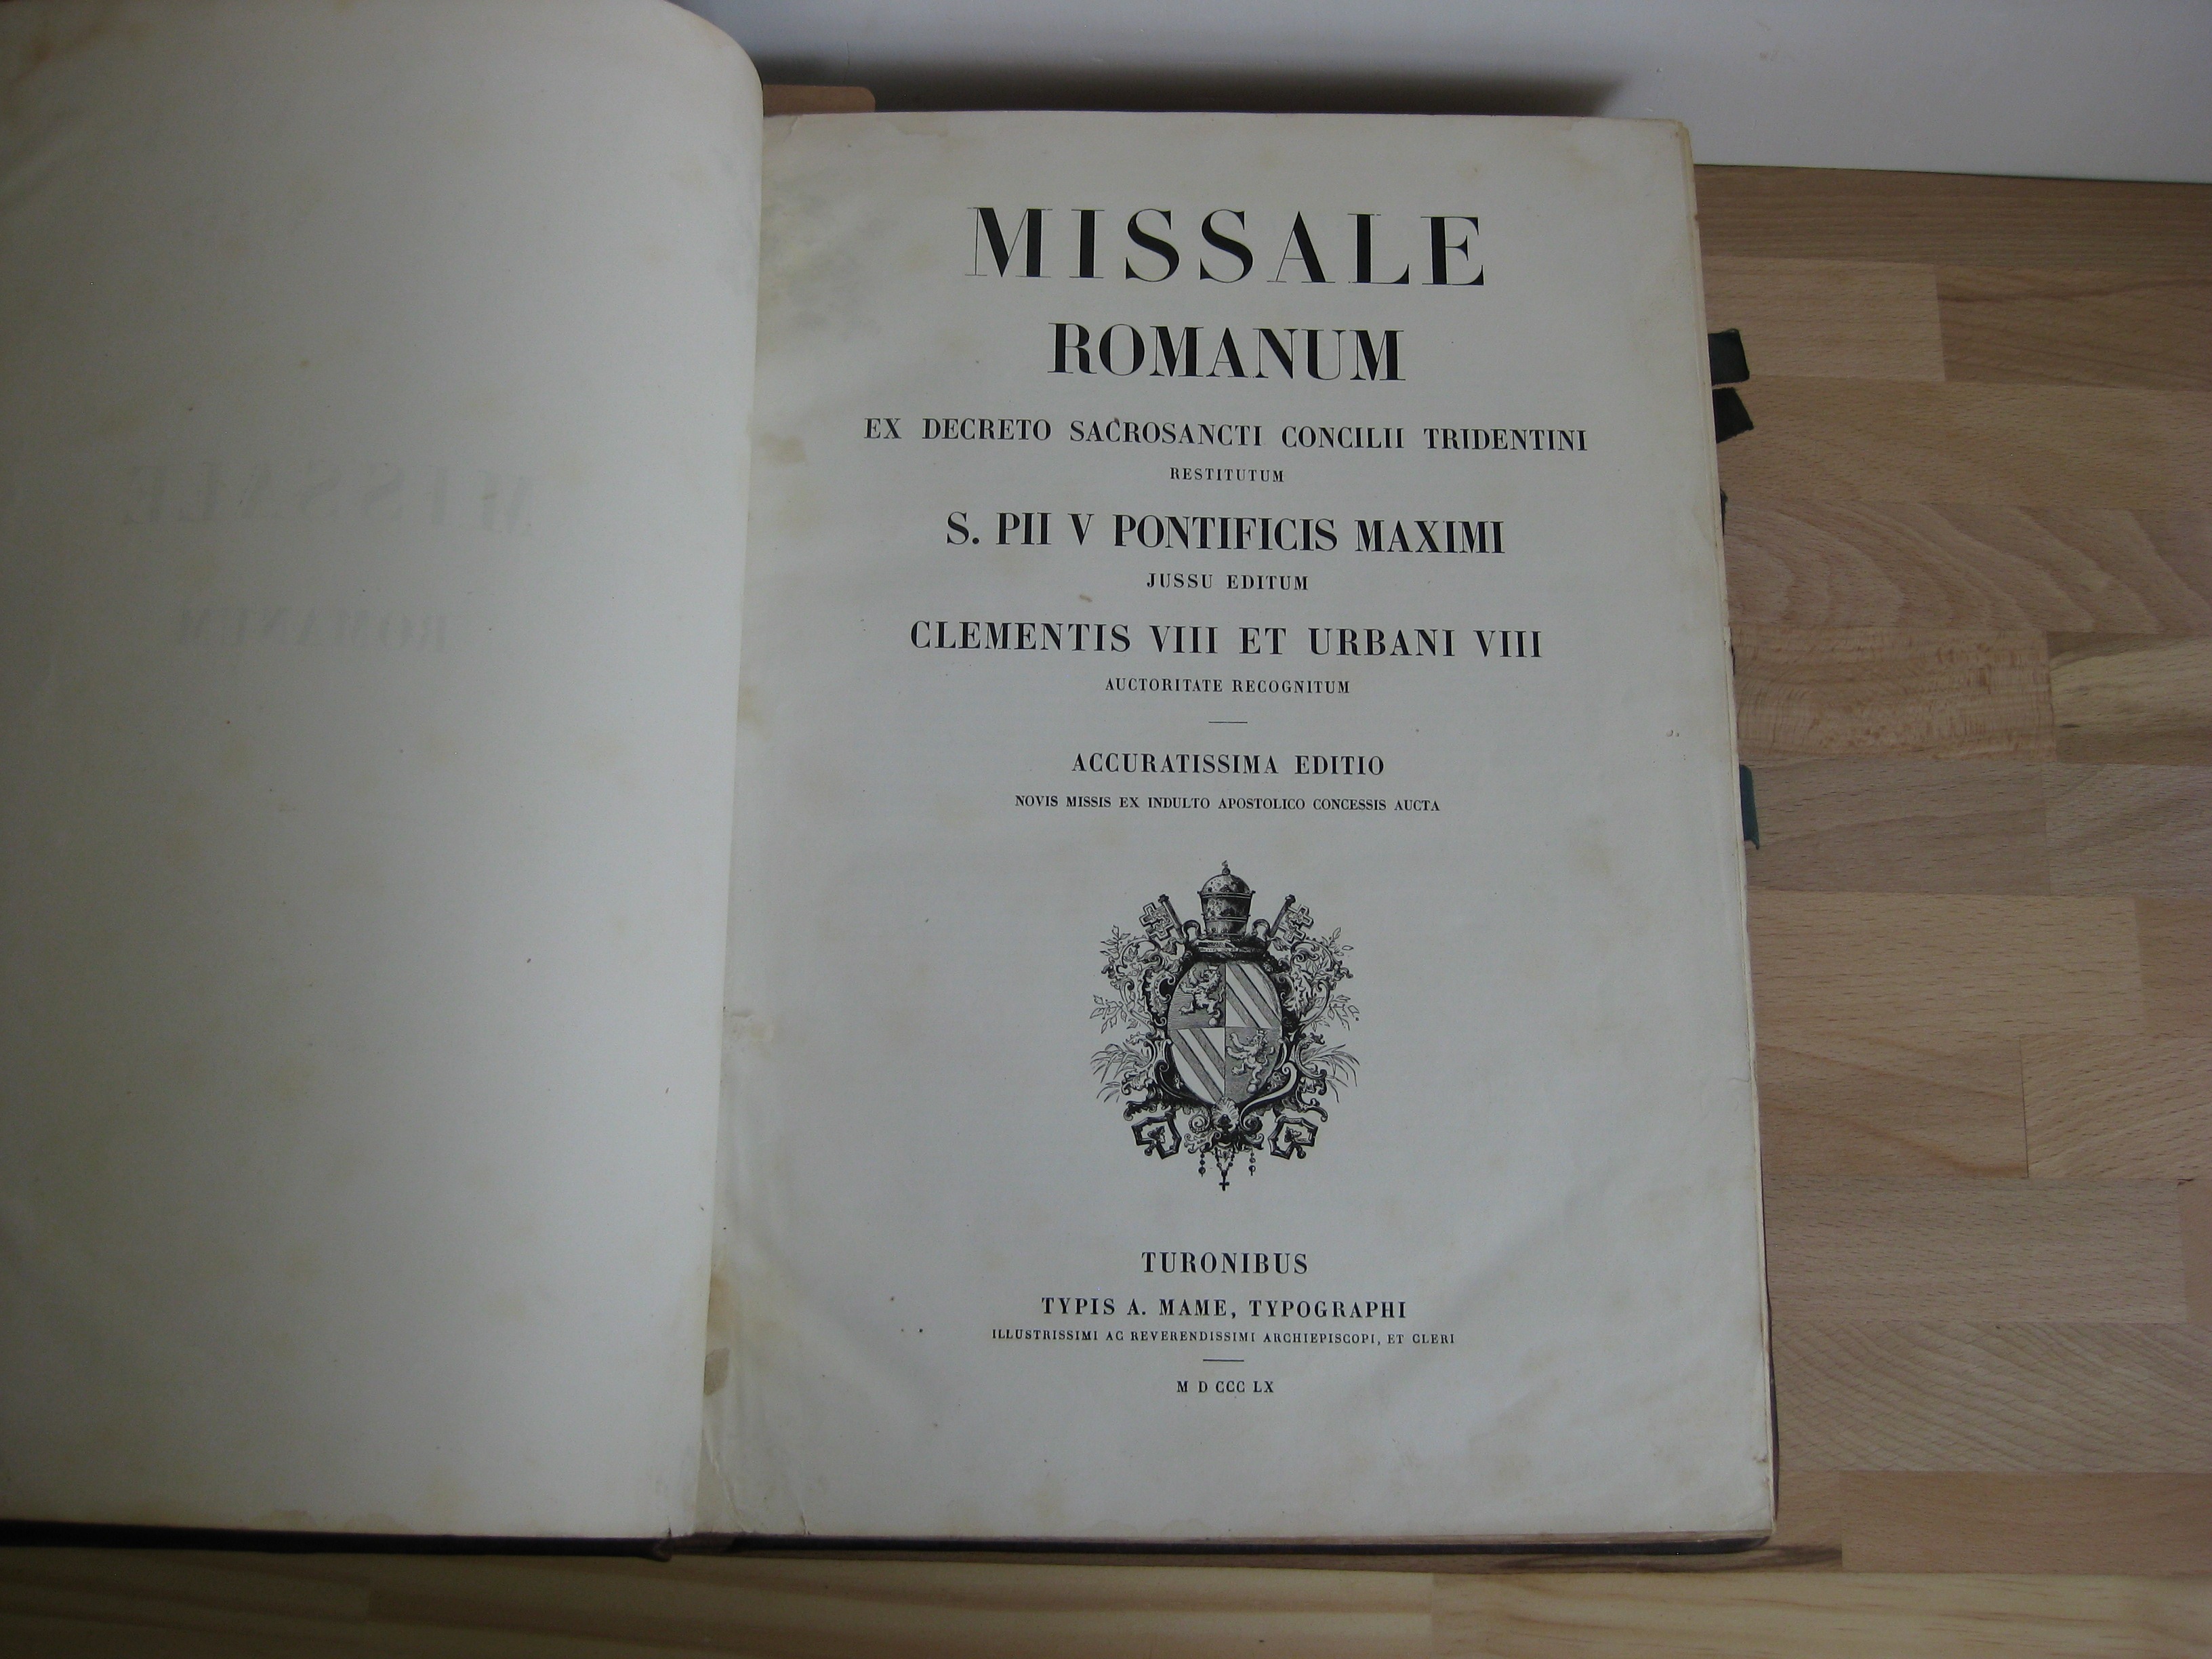 MISSALE
ROMANUM
MISSALE
ROMANUM
EX DECRETO SACROSANCTI CONCILII TRIDENTINI
RESTITUTUM
S. PII V PONTIFICIS MAXIMI
JUSSU EDITUM
CLEMENTIS VIII ET URBANI VIII
AUCTORITATE RECOGNITUM
ACCURATISSIMA EDITIO
NOVIS MISSIS EX INDULTO APOSTOLICO CONCESSIS AUCTA
TURONIBUS
TYPIS A. MAME, TYPOGRAPHI
ILLUSTRISSIMI AC REVERENDISSIMI ARCHIEPISCOPI, ET CLERI
M D CCC LX